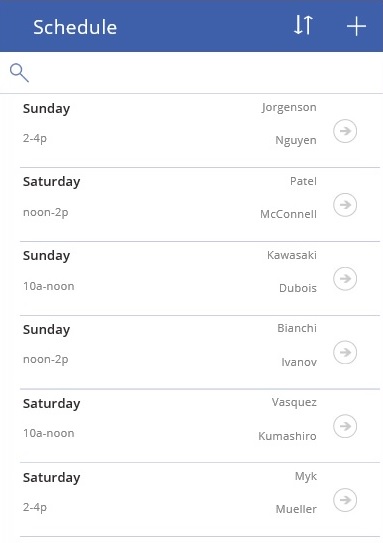 Schedule
Sunday Jorgenson
2-4p Nguyen
Saturday Patel
noon-2p McConnell
Sunday Kawasaki
10a-noon Dubois
Sunday Bianchi
noon-2p Ivanov
Saturday Vasquez
10a-noon Kumashiro
Saturday Myk
2-4p Mueller